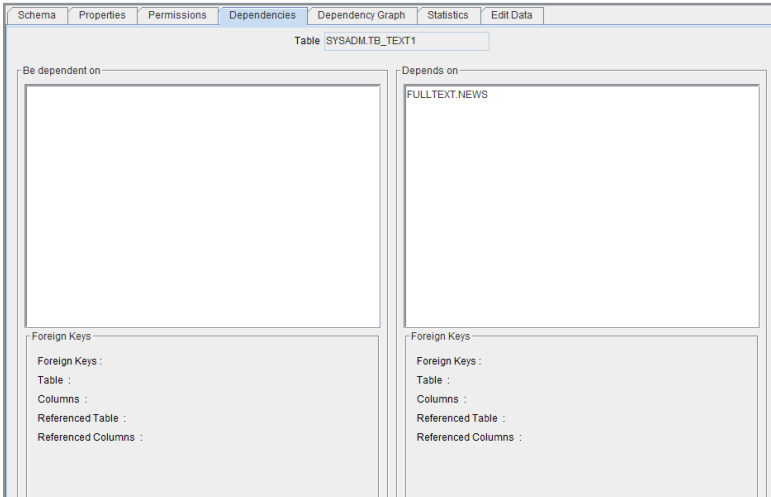 Schema Properties Permissions Dependencies Dependency Graph Statistics Edit Data
Table SYSADM.TB_TEXT1
Be dependent on
Depends on
FULLTEXT.NEWS
Foreign Keys
Foreign Keys :
Table :
Columns :
Referenced Table :
Referenced Columns :
Foreign Keys
Foreign Keys :
Table :
Columns :
Referenced Table :
Referenced Columns :